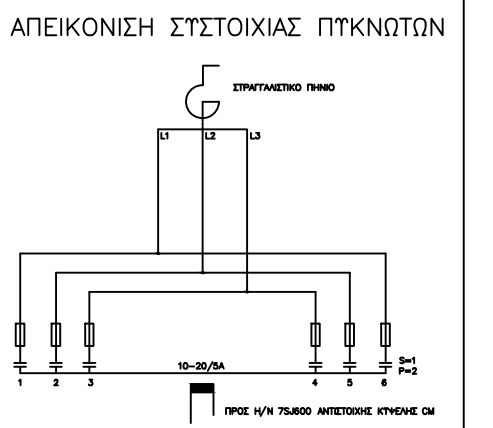 ΑΠΕΙΚΟΝΙΣΗ ΣΥΣΤΟΙΧΙΑΣ ΠΥΚΝΩΤΩΝ
ΣΤΡΑΓΓΑΛΙΣΤΙΚΟ ΠΗΝΙΟ
L1 L2 L3
10-20/5A
S=1
P=2
1 2 3 4 5 6
ΠΡΟΣ Η/Ν 7SJ600 ΑΝΤΙΣΤΟΙΧΗΣ ΚΥΨΕΛΗΣ CM